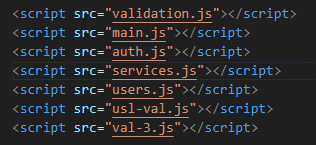 <script src="validation.js"></script>
<script src="main.js"></script>
<script src="auth.js"></script>
<script src="services.js"></script>
<script src="users.js"></script>
<script src="usl-val.js"></script>
<script src="val-3.js"></script>